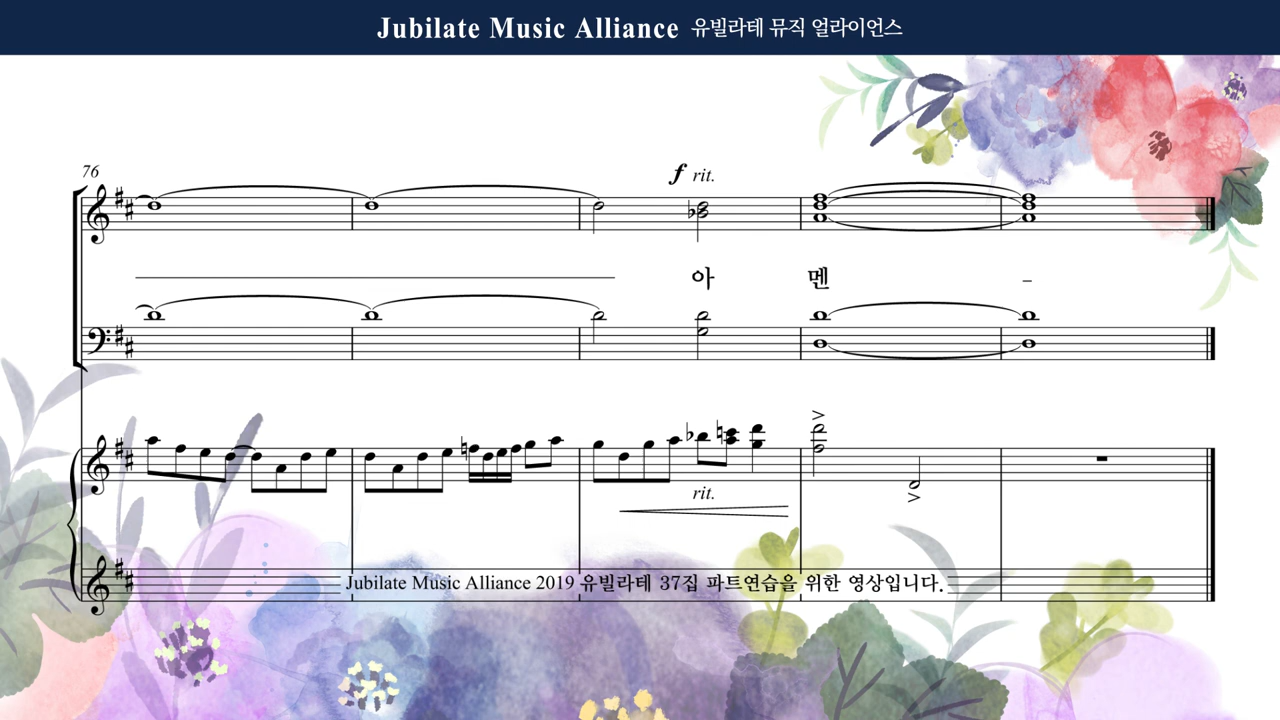 Jubilate Music Alliance 유빌라테 뮤직 얼라이언스
76
f rit.
아 멘 -
rit.
Jubilate Music Alliance 2019 유빌라테 37집 파트연습을 위한 영상입니다.